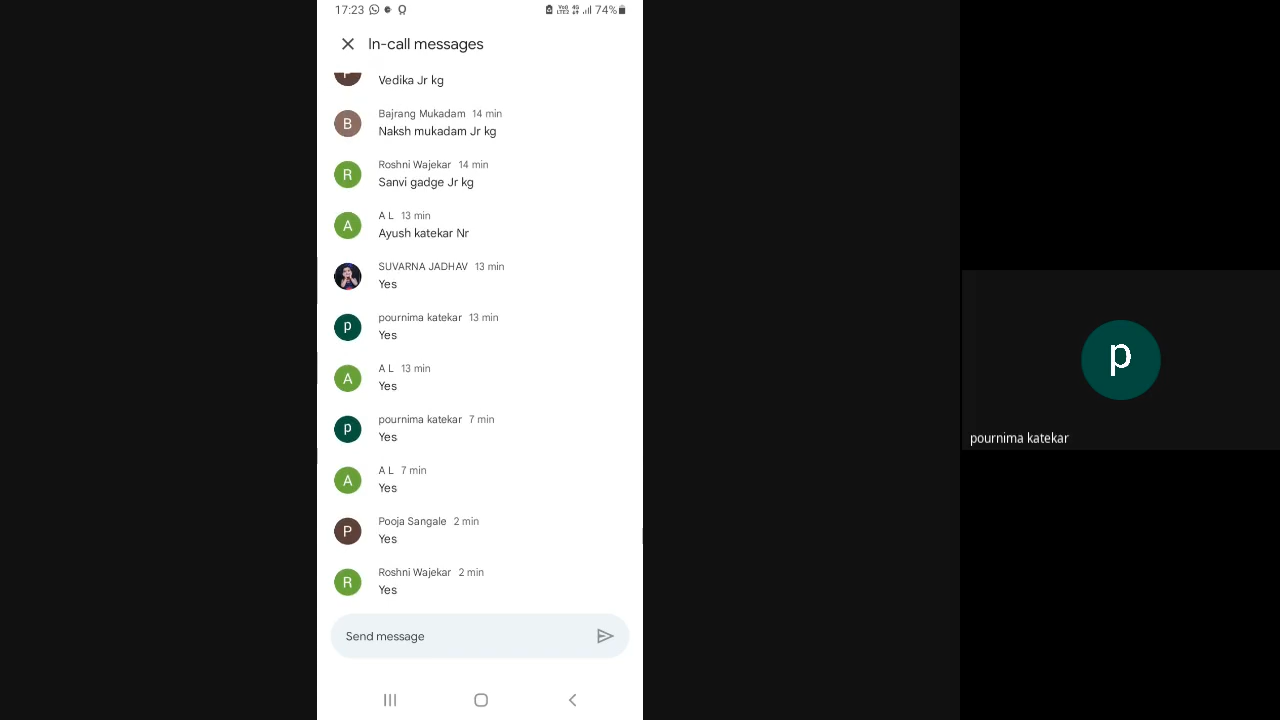 17:23 74%
In-call messages
Vedika Jr kg
B
Bajrang Mukadam 14 min
Naksh mukadam Jr kg
R
Roshni Wajekar 14 min
Sanvi gadge Jr kg
A
A L 13 min
Ayush katekar Nr
SUVARNA JADHAV 13 min
Yes
p
pournima katekar 13 min
Yes
A
A L 13 min
Yes
p
pournima katekar 7 min
Yes
A
A L 7 min
Yes
P
Pooja Sangale 2 min
Yes
R
Roshni Wajekar 2 min
Yes
Send message
p
pournima katekar